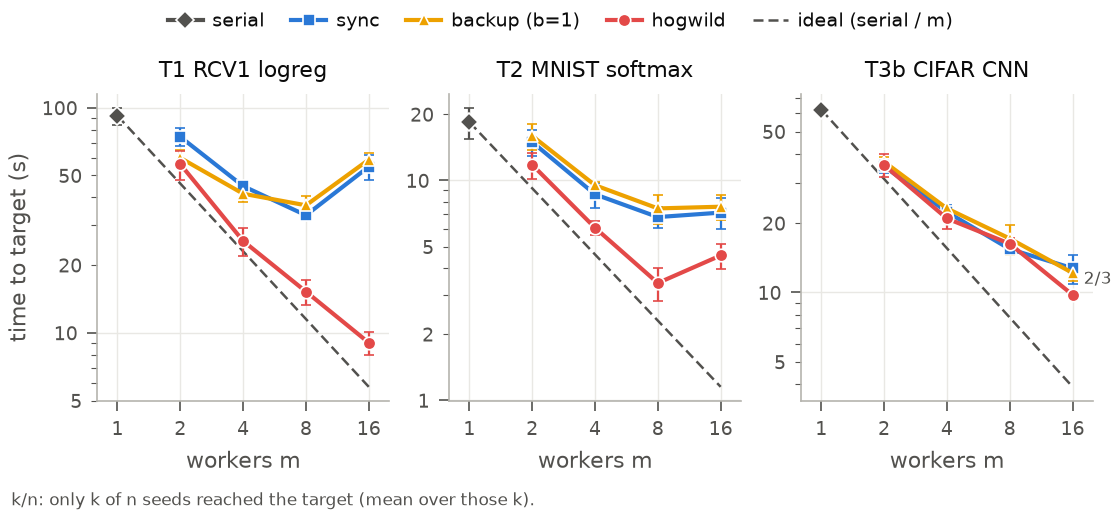 serial sync backup (b=1) hogwild ideal (serial / m)
T1 RCV1 logreg
T2 MNIST softmax
T3b CIFAR CNN
time to target (s)
100
50
20
10
5
1 2 4 8 16
workers m
20
10
5
2
1
1 2 4 8 16
workers m
50
20
10
5
2/3
1 2 4 8 16
workers m
k/n: only k of n seeds reached the target (mean over those k).